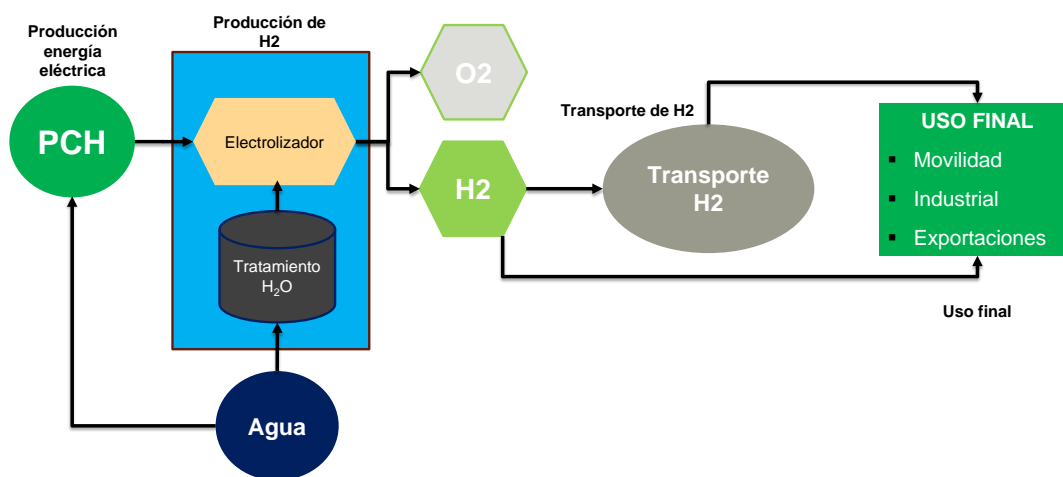 Producción
energía
eléctrica
PCH
Producción de
H2
Electrolizador
Tratamiento
H₂O
Agua
O2
H2
Transporte de H2
Transporte
H2
USO FINAL
▪ Movilidad
▪ Industrial
▪ Exportaciones
Uso final